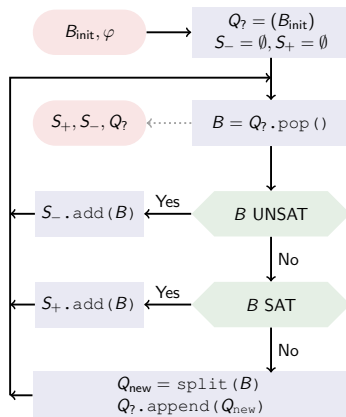 B_init, φ
Q_? = (B_init)
S_− = ∅, S_+ = ∅
S_+, S_−, Q_?
B = Q_?.pop()
S_−.add(B)
Yes
B UNSAT
No
S_+.add(B)
Yes
B SAT
No
Q_new = split(B)
Q_?.append(Q_new)